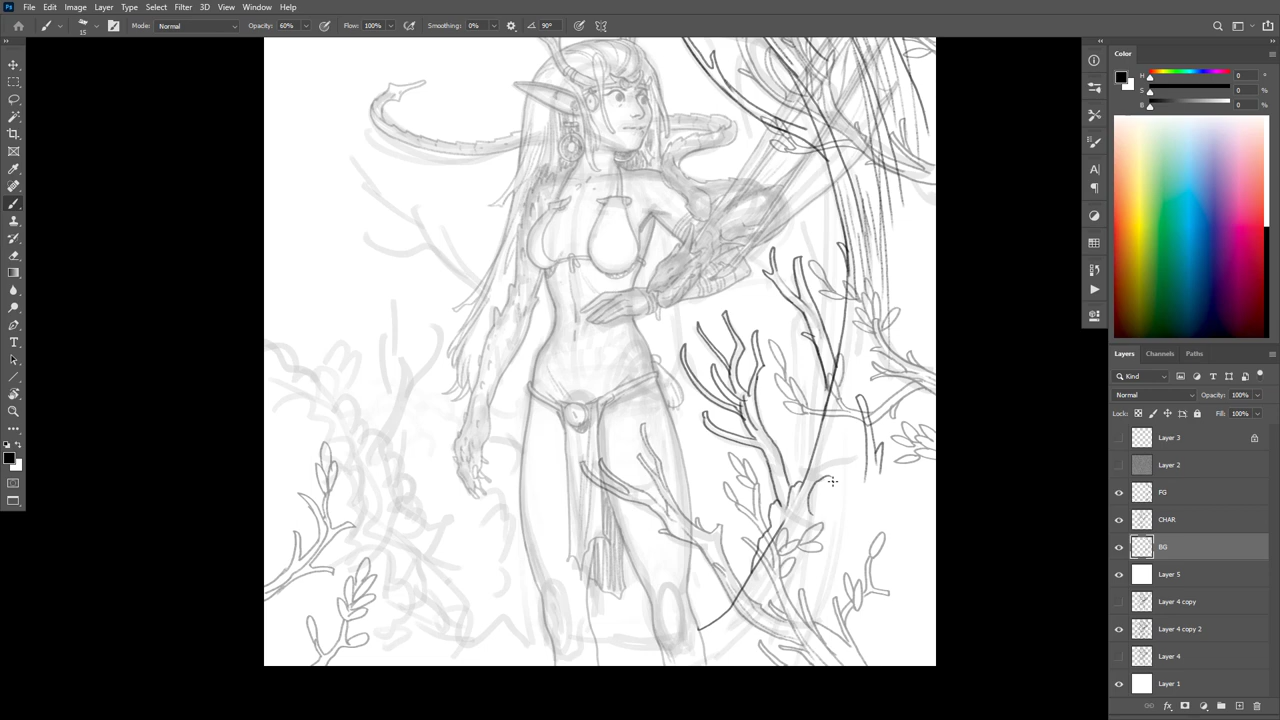 Ps File Edit Image Layer Type Select Filter 3D View Window Help
15 Mode: Normal Opacity: 60% Flow: 100% Smoothing: 0% 90°
Color
H 0 °
S 0 %
B 0 %
Layers Channels Paths
Kind
Normal Opacity: 100%
Lock: Fill: 100%
Layer 3
Layer 2
FG
CHAR
BG
Layer 5
Layer 4 copy
Layer 4 copy 2
Layer 4
Layer 1